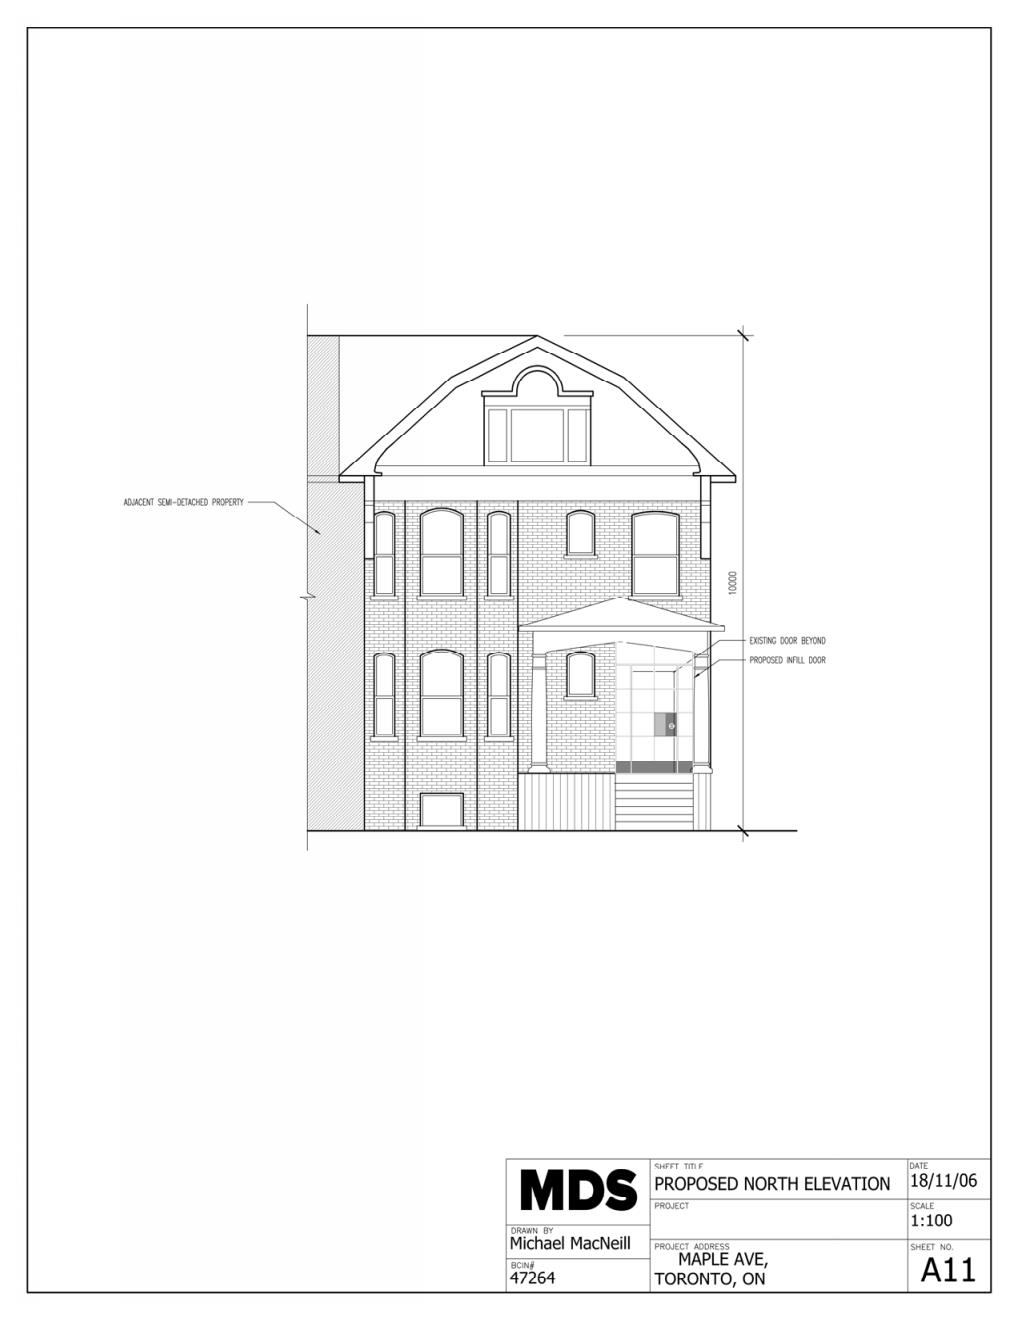 ADJACENT SEMI-DETACHED PROPERTY
10000
EXISTING DOOR BEYOND
PROPOSED INFILL DOOR
MDS
DRAWN BY
Michael MacNeill
BCIN#
47264
SHEET TITLE
PROPOSED NORTH ELEVATION
PROJECT
PROJECT ADDRESS
MAPLE AVE,
TORONTO, ON
DATE
18/11/06
SCALE
1:100
SHEET NO.
A11